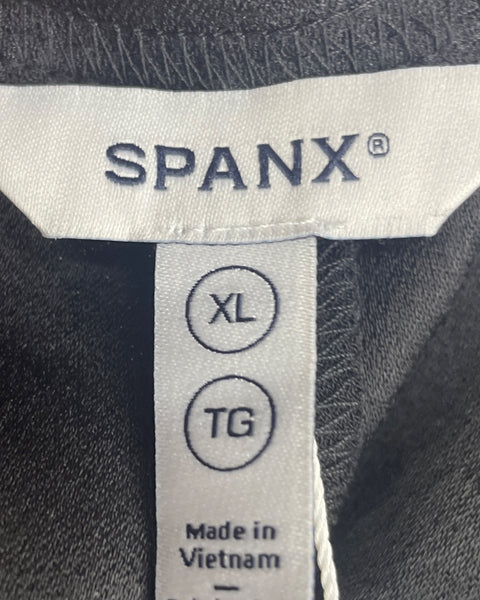 SPANX®
XL
TG
Made in
Vietnam
—